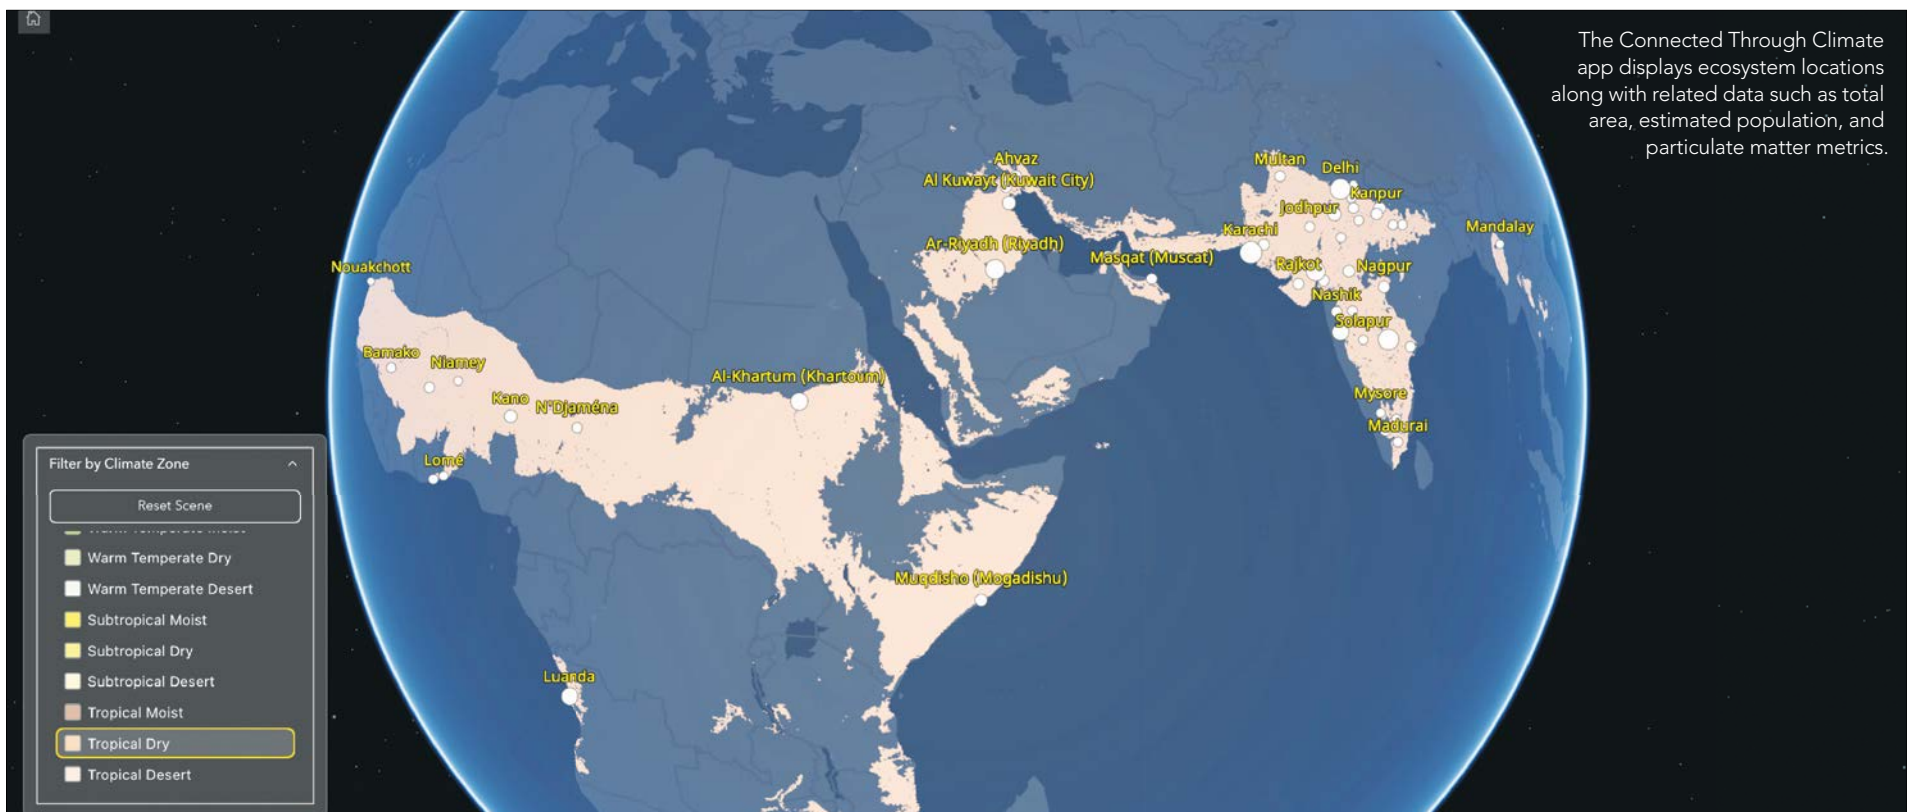 The Connected Through Climate
app displays ecosystem locations
along with related data such as total
area, estimated population, and
particulate matter metrics.
Ahvaz
Multan
Delhi
Al Kuwayt (Kuwait City)
Kanpur
Jodhpur
Mandalay
Karachi
Ar-Riyadh (Riyadh)
Masqat (Muscat)
Rajkot
Nagpur
Nouakchott
Nashik
Solapur
Bamako
Niamey
Al-Khartum (Khartoum)
Mysore
Kano
N'Djaména
Madurai
Lomé
Muqdisho (Mogadishu)
Luanda
Filter by Climate Zone
Reset Scene
Warm Temperate Moist
Warm Temperate Dry
Warm Temperate Desert
Subtropical Moist
Subtropical Dry
Subtropical Desert
Tropical Moist
Tropical Dry
Tropical Desert